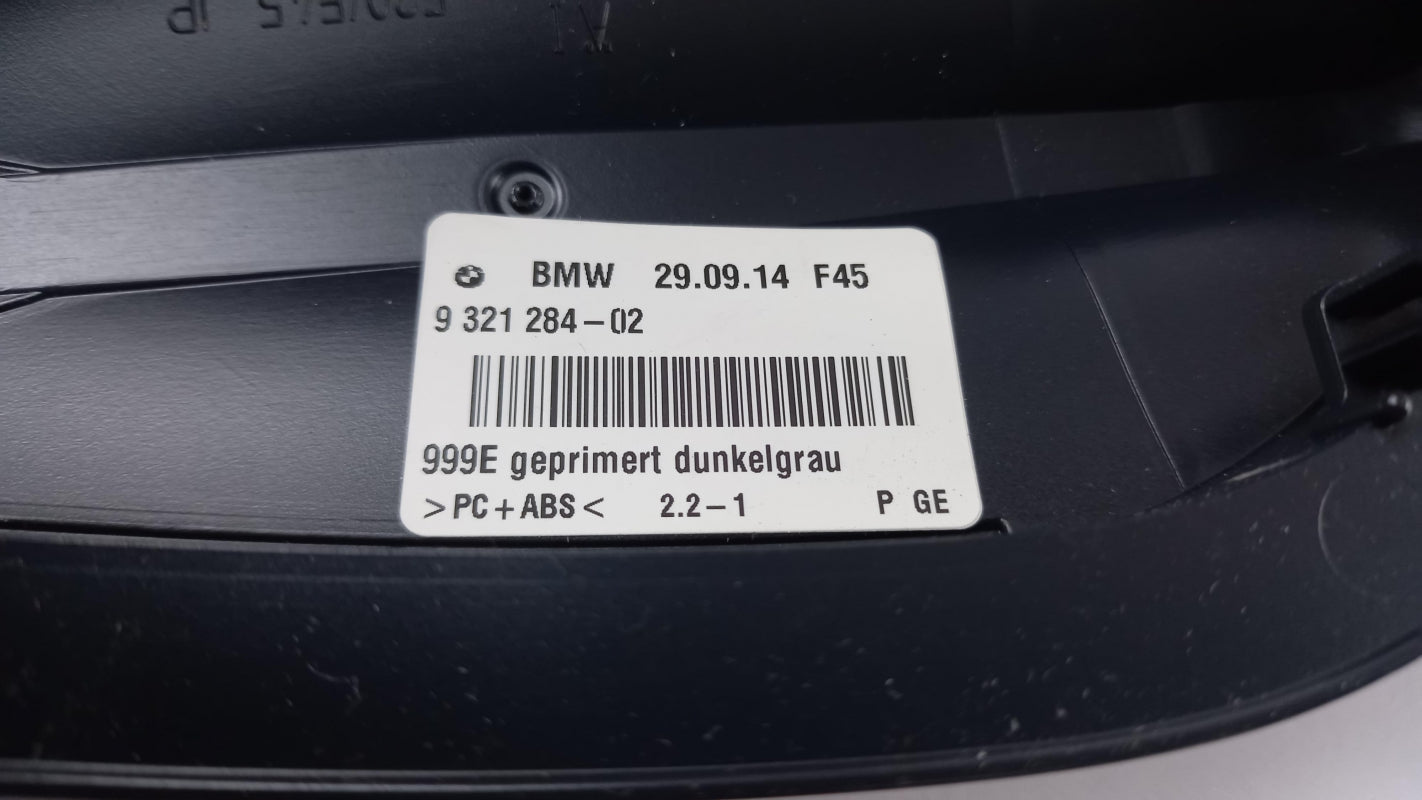 BMW 29.09.14 F45
9 321 284-02
999E geprimert dunkelgrau
>PC+ABS< 2.2-1 P GE